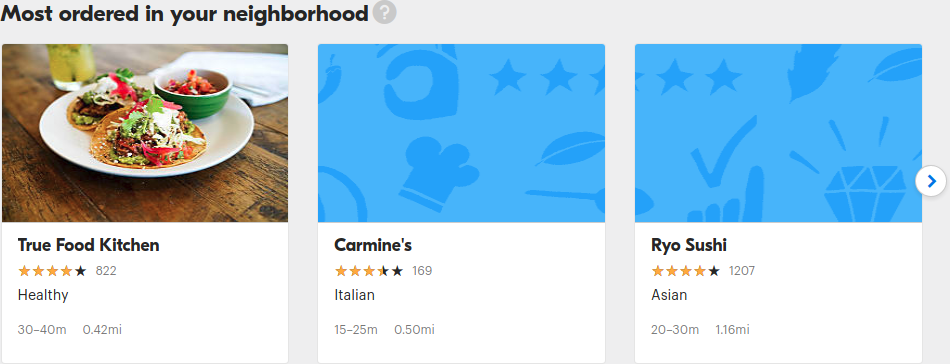 Most ordered in your neighborhood ?
True Food Kitchen
822
Healthy
30–40m 0.42mi
Carmine's
169
Italian
15–25m 0.50mi
Ryo Sushi
1207
Asian
20–30m 1.16mi